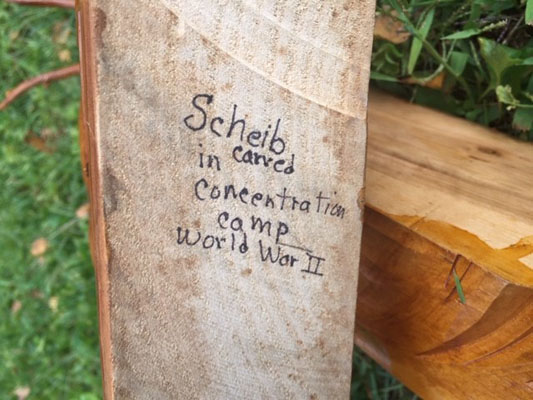 Scheib
in carved
concentration
camp
World War II